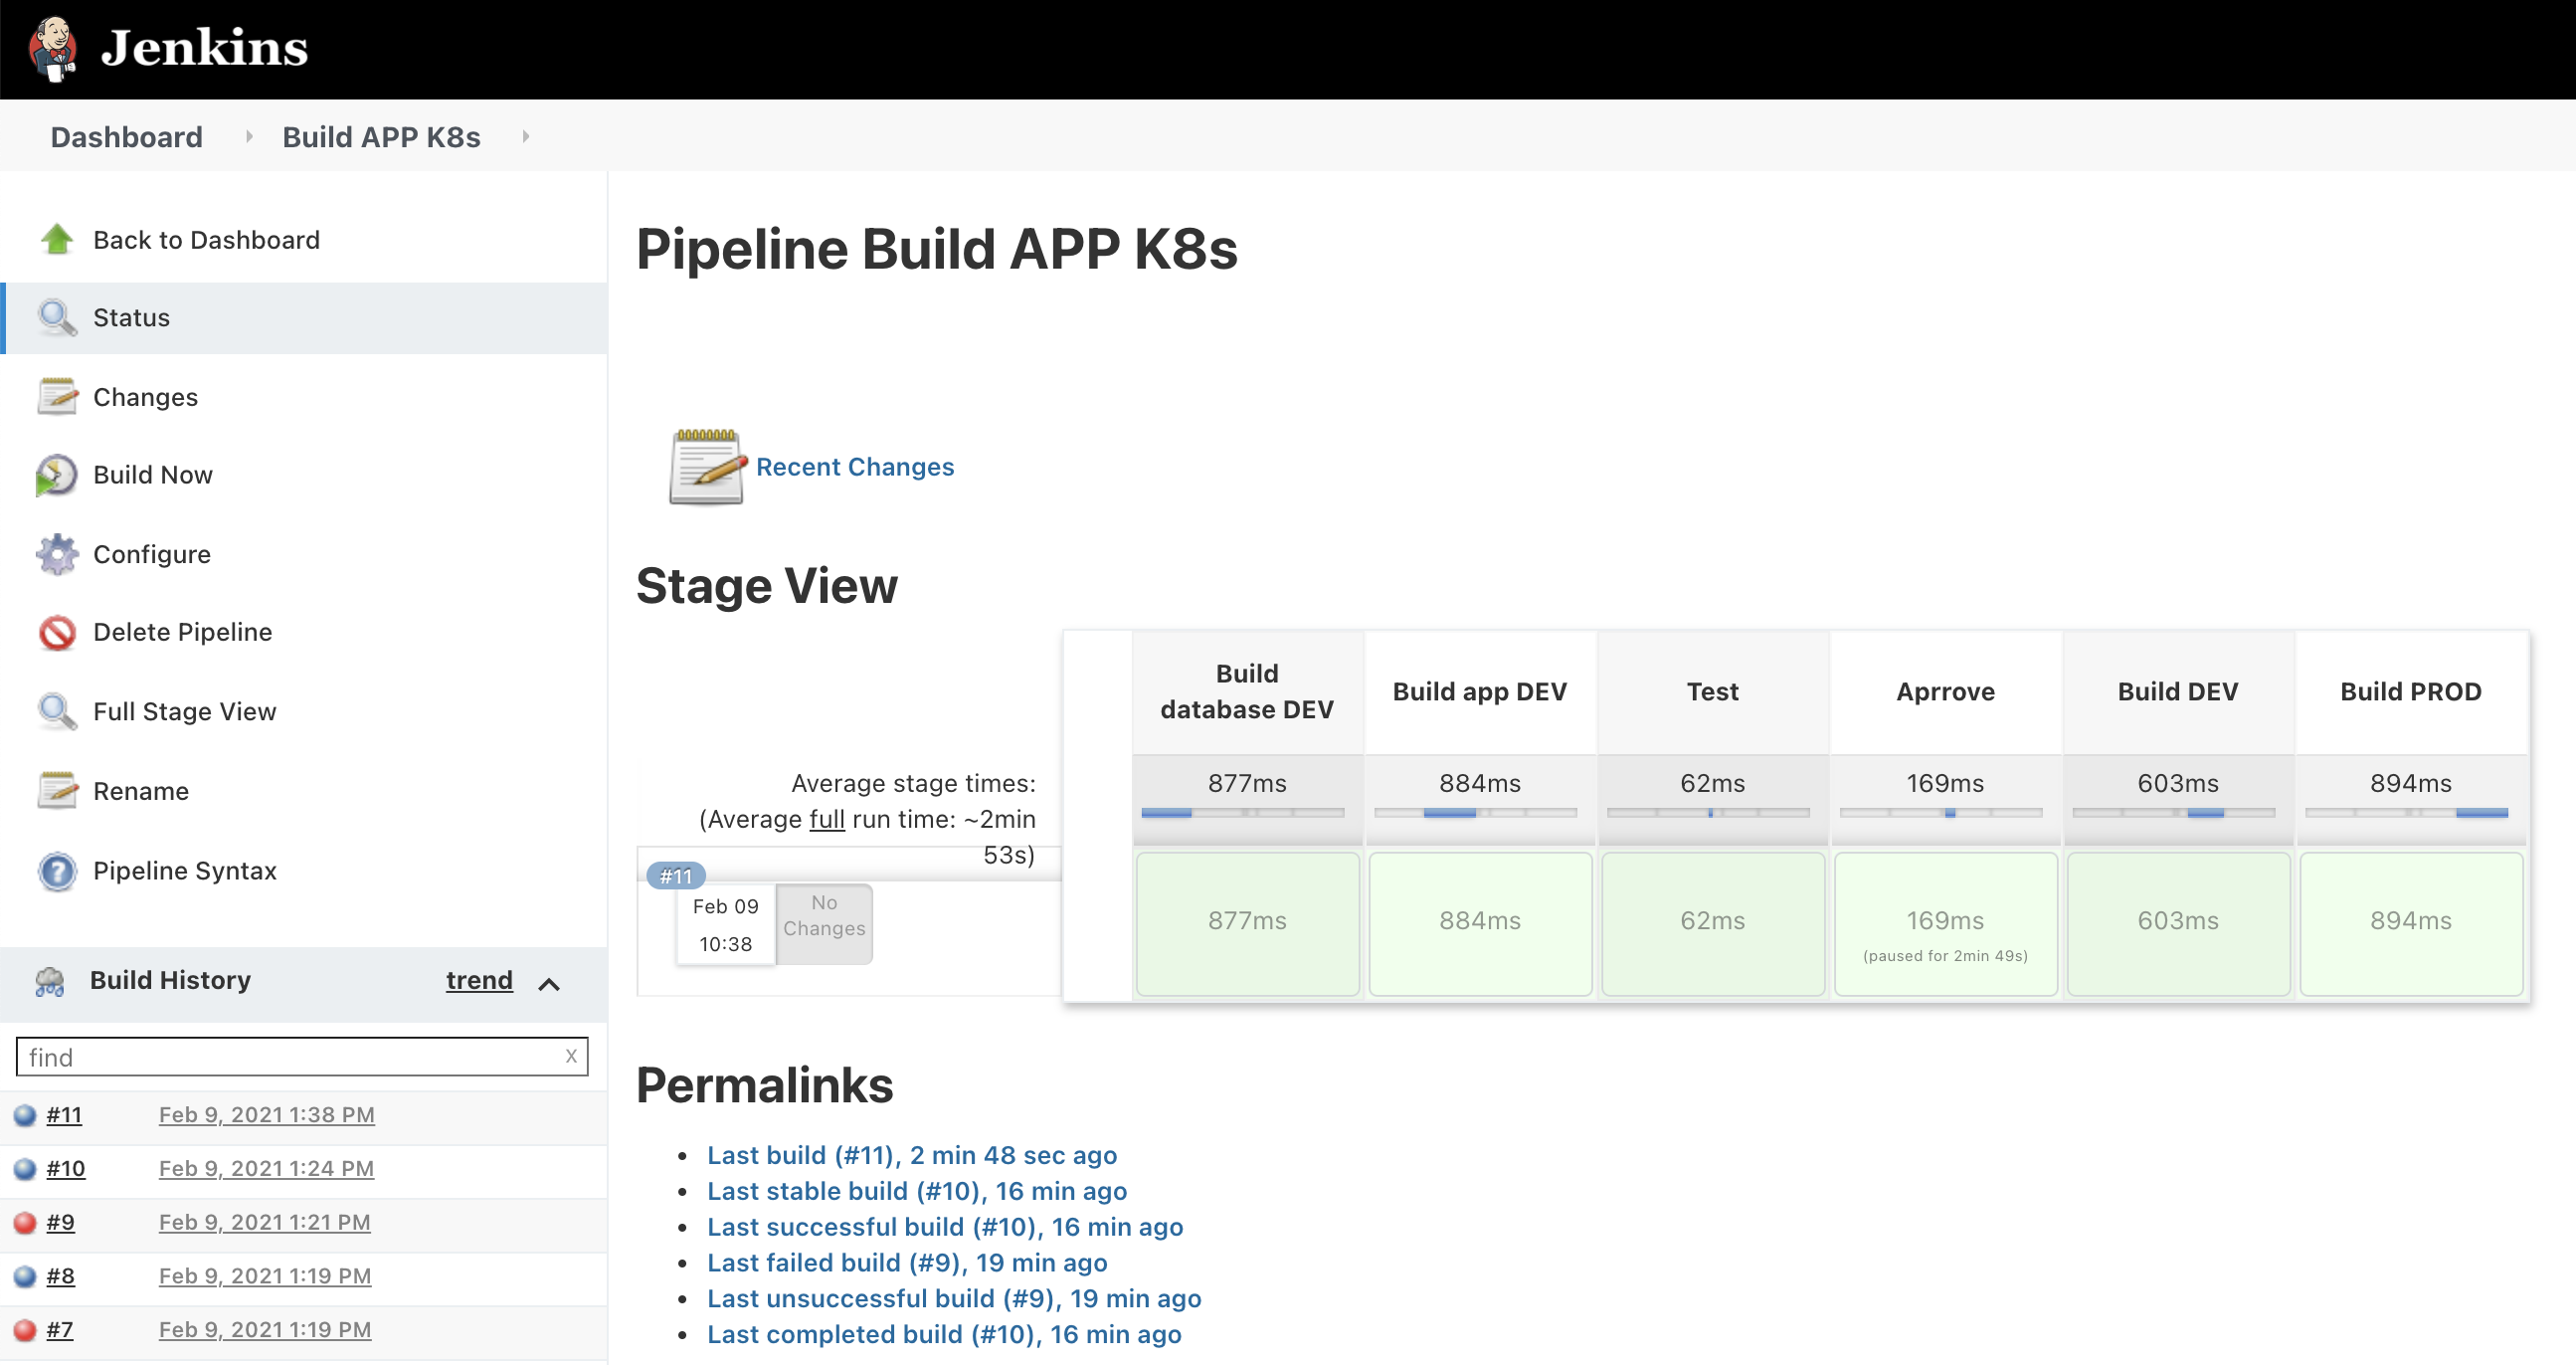 Jenkins
Dashboard
Build APP K8s
Back to Dashboard
Status
Changes
Build Now
Configure
Delete Pipeline
Full Stage View
Rename
Pipeline Syntax
Build History
trend
find
x
#11
Feb 9, 2021 1:38 PM
#10
Feb 9, 2021 1:24 PM
#9
Feb 9, 2021 1:21 PM
#8
Feb 9, 2021 1:19 PM
#7
Feb 9, 2021 1:19 PM
Pipeline Build APP K8s
Recent Changes
Stage View
Build
database DEV
Build app DEV
Test
Aprrove
Build DEV
Build PROD
Average stage times:
(Average full run time: ~2min
53s)
877ms
884ms
62ms
169ms
603ms
894ms
#11
Feb 09
10:38
No
Changes
877ms
884ms
62ms
169ms
(paused for 2min 49s)
603ms
894ms
Permalinks
Last build (#11), 2 min 48 sec ago
Last stable build (#10), 16 min ago
Last successful build (#10), 16 min ago
Last failed build (#9), 19 min ago
Last unsuccessful build (#9), 19 min ago
Last completed build (#10), 16 min ago